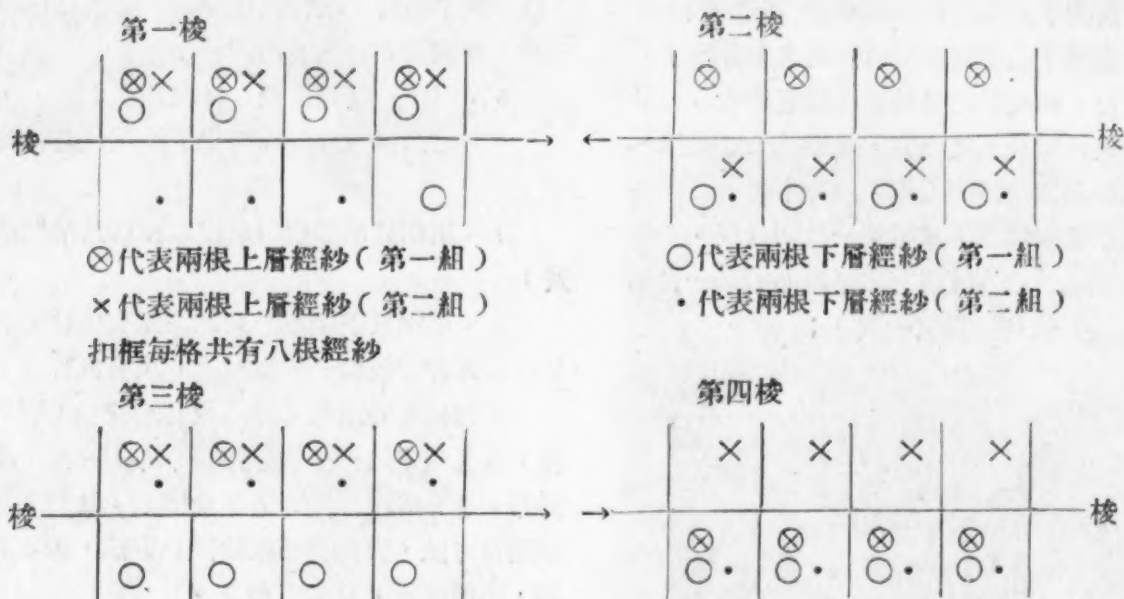 第一梭
第二梭
梭
梭
⊗代表兩根上層經紗(第一組)
○代表兩根下層經紗(第一組)
×代表兩根上層經紗(第二組)
•代表兩根下層經紗(第二組)
扣框每格共有八根經紗
第三梭
第四梭
梭
梭